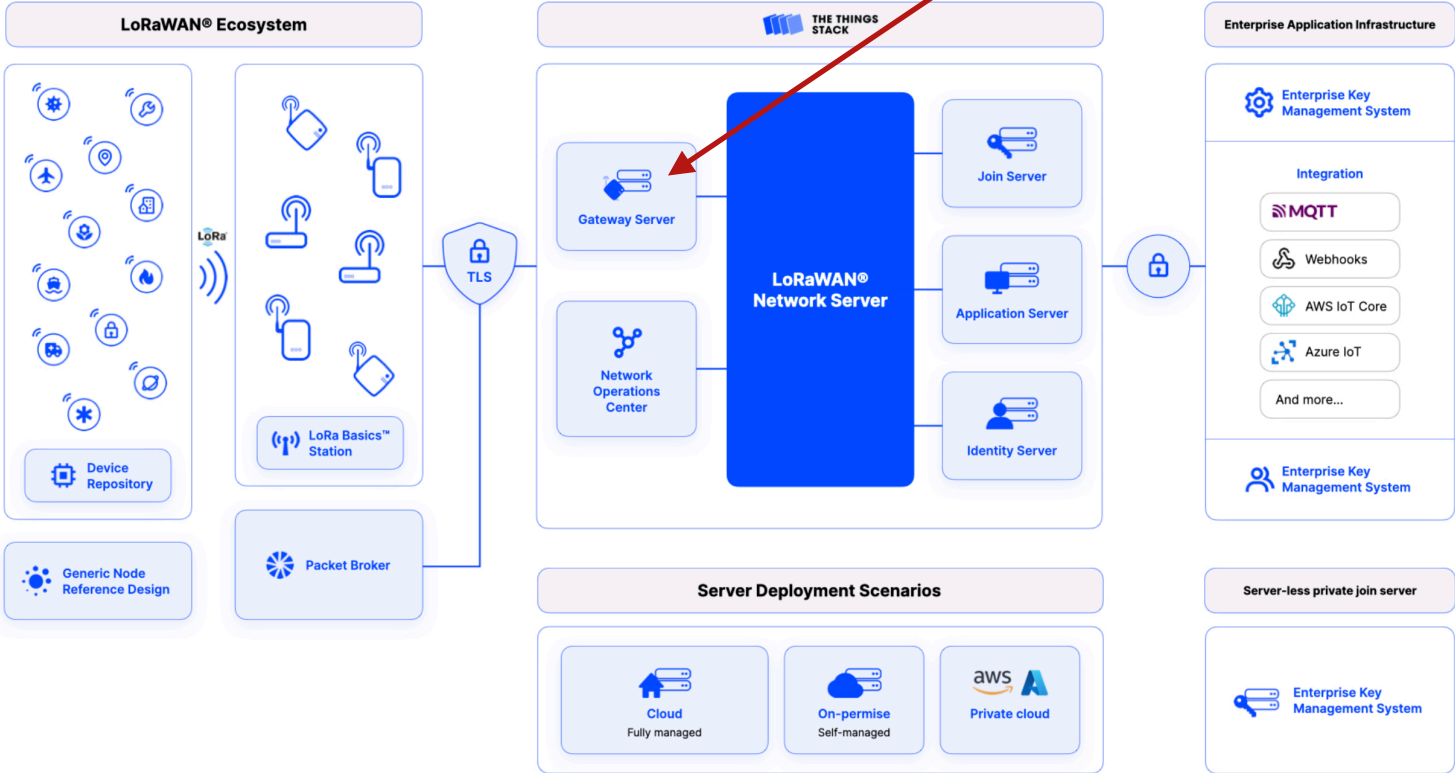 LoRaWAN® Ecosystem
LoRa
Device
Repository
LoRa Basics™
Station
Generic Node
Reference Design
Packet Broker
TLS
THE THINGS
STACK
Gateway Server
Network
Operations
Center
LoRaWAN®
Network Server
Join Server
Application Server
Identity Server
Server Deployment Scenarios
Cloud
Fully managed
On-permise
Self-managed
aws
Private cloud
Enterprise Application Infrastructure
Enterprise Key
Management System
Integration
MQTT
Webhooks
AWS IoT Core
Azure IoT
And more...
Enterprise Key
Management System
Server-less private join server
Enterprise Key
Management System